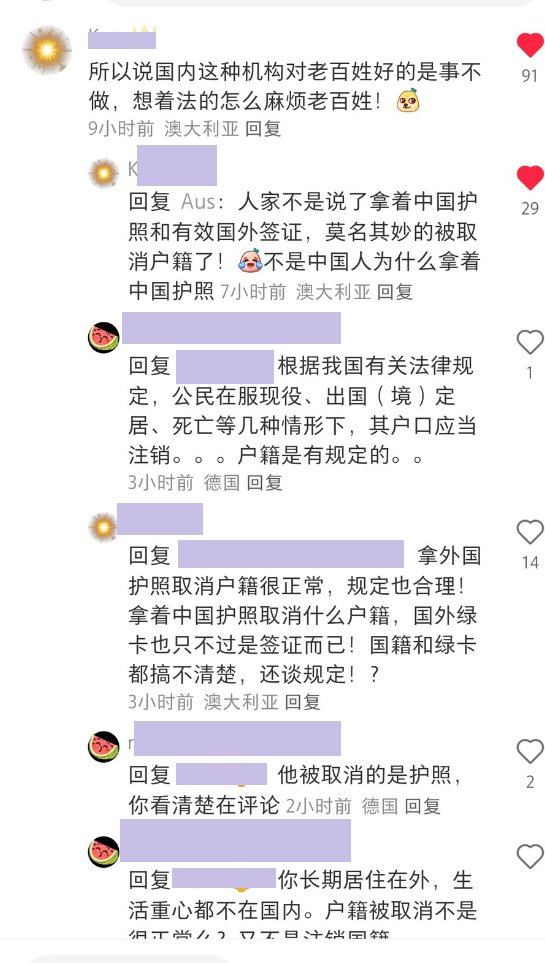 所以说国内这种机构对老百姓好的是事不
做，想着法的怎么麻烦老百姓！
9小时前 澳大利亚 回复
91
K
回复 Aus：人家不是说了拿着中国护
照和有效国外签证，莫名其妙的被取
消户籍了！不是中国人为什么拿着
中国护照 7小时前 澳大利亚 回复
29
回复 根据我国有关法律规
定，公民在服现役、出国（境）定
居、死亡等几种情形下，其户口应当
注销。。。户籍是有规定的。。
3小时前 德国 回复
1
回复 拿外国
护照取消户籍很正常，规定也合理！
拿着中国护照取消什么户籍，国外绿
卡也只不过是签证而已！国籍和绿卡
都搞不清楚，还谈规定！？
3小时前 澳大利亚 回复
14
回复 他被取消的是护照，
你看清楚在评论 2小时前 德国 回复
2
回复 你长期居住在外，生
活重心都不在国内。户籍被取消不是
很正常么？又不是注销国籍